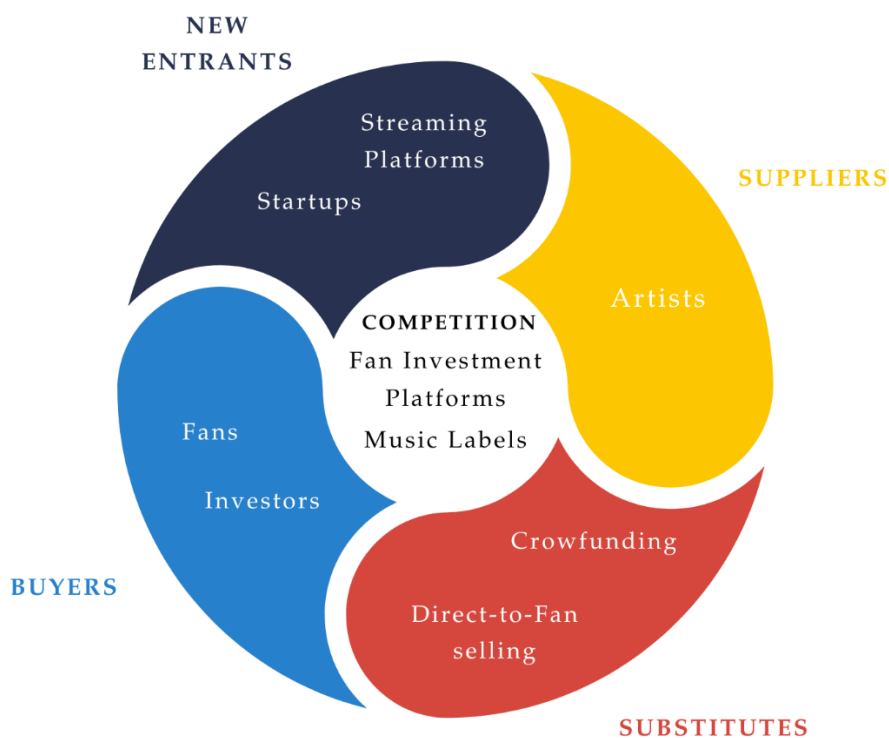 NEW
ENTRANTS
Streaming
Platforms
Startups
SUPPLIERS
Artists
COMPETITION
Fan Investment
Platforms
Music Labels
Fans
Investors
BUYERS
Crowfunding
Direct-to-Fan
selling
SUBSTITUTES